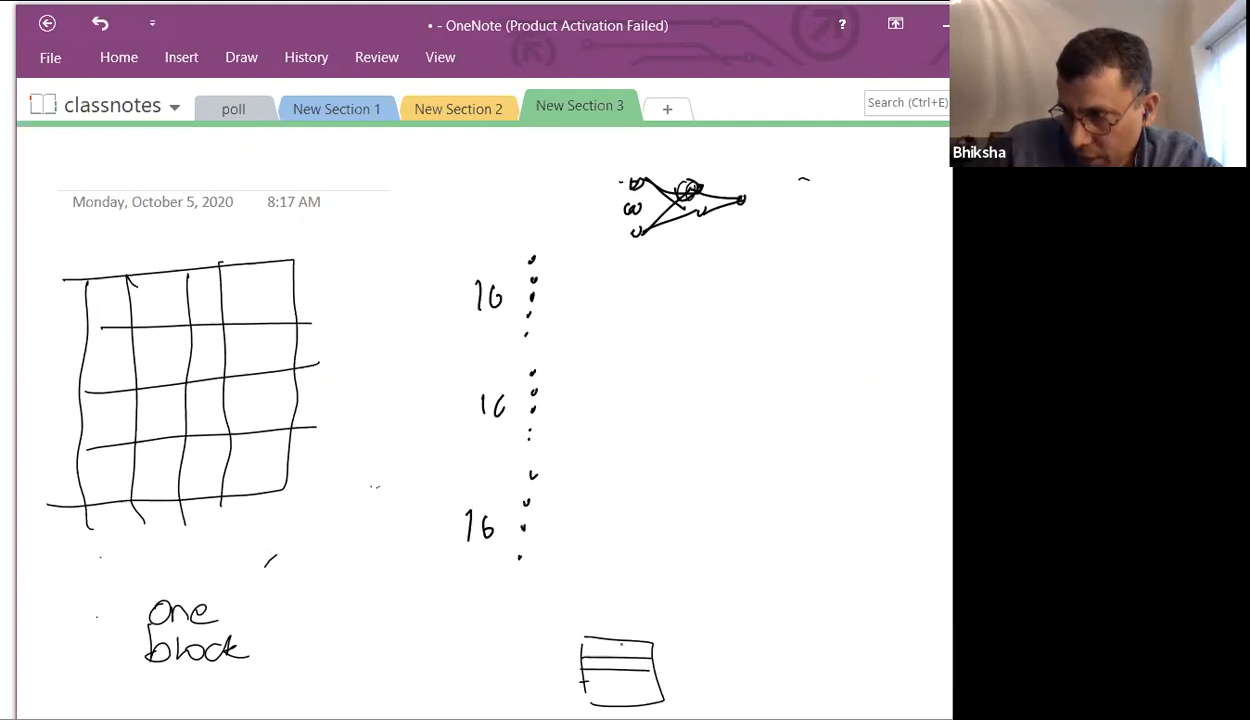 • - OneNote (Product Activation Failed)
?
File Home Insert Draw History Review View
classnotes poll New Section 1 New Section 2 New Section 3 +
Search (Ctrl+E)
Bhiksha
Monday, October 5, 2020 8:17 AM
16
16
16
one
block